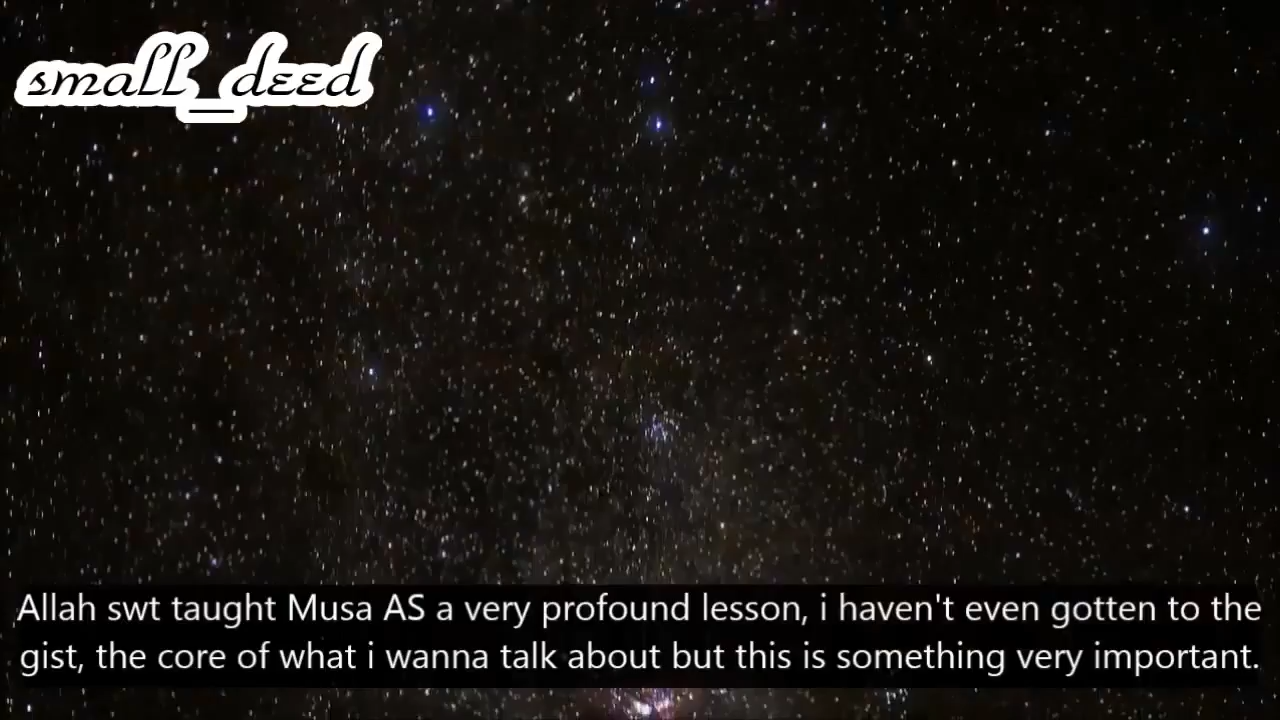 small_deed
Allah swt taught Musa AS a very profound lesson, i haven't even gotten to the
gist, the core of what i wanna talk about but this is something very important.